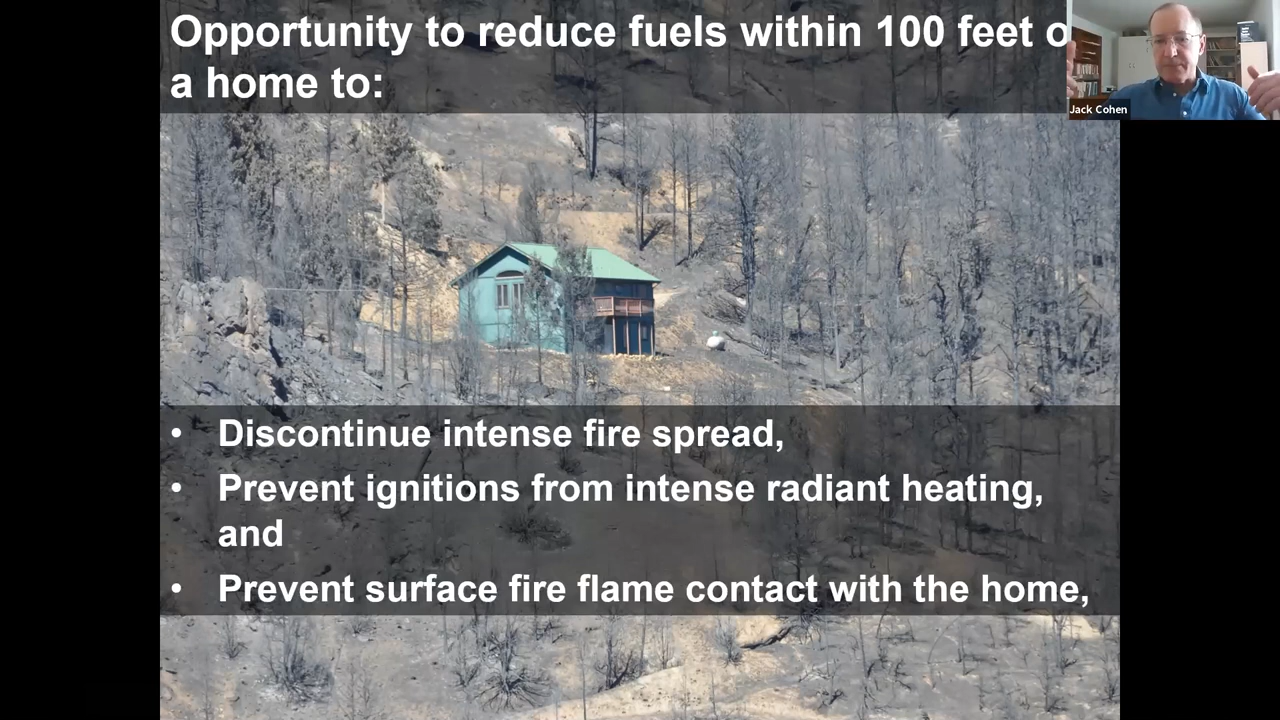 Opportunity to reduce fuels within 100 feet
a home to:
Jack Cohen
• Discontinue intense fire spread,
• Prevent ignitions from intense radiant heating,
and
• Prevent surface fire flame contact with the home,